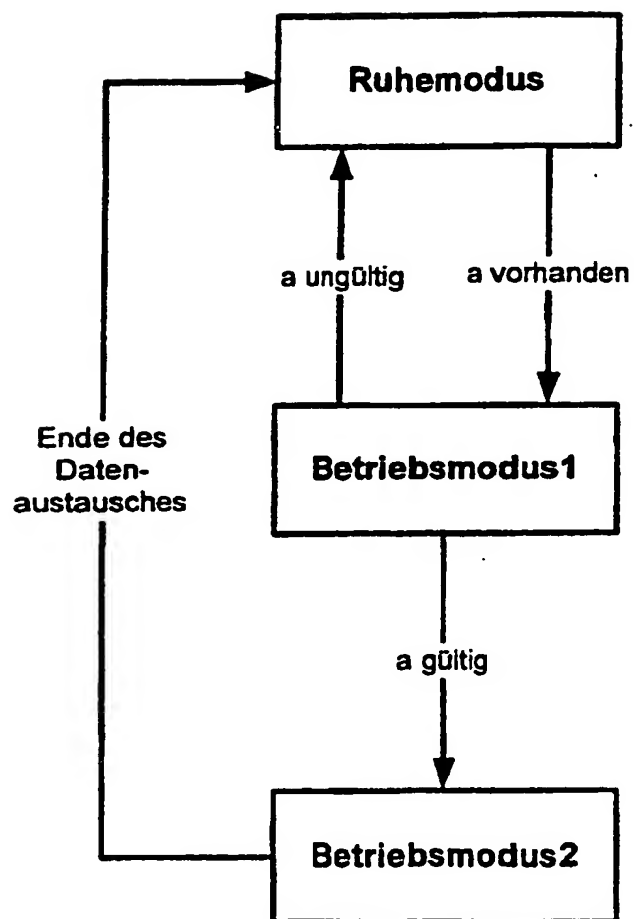 Ruhemodus
a ungültig
a vorhanden
Betriebsmodus1
Ende des
Daten-
austausches
a gültig
Betriebsmodus2